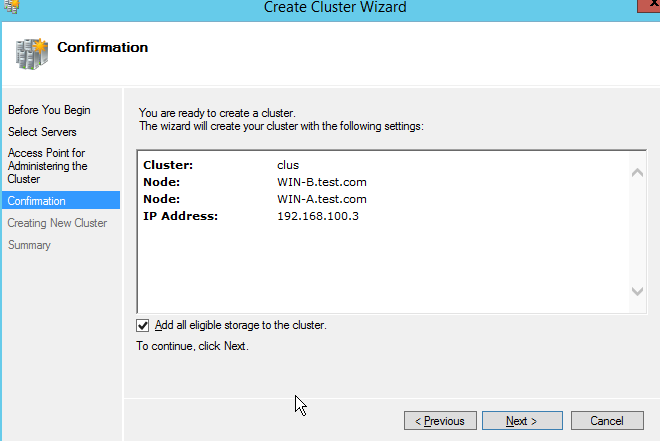 Create Cluster Wizard
x
Confirmation
Before You Begin
Select Servers
Access Point for
Administering the
Cluster
Confirmation
Creating New Cluster
Summary
You are ready to create a cluster.
The wizard will create your cluster with the following settings:
Cluster: clus
Node: WIN-B.test.com
Node: WIN-A.test.com
IP Address: 192.168.100.3
Add all eligible storage to the cluster.
To continue, click Next.
< Previous
Next >
Cancel